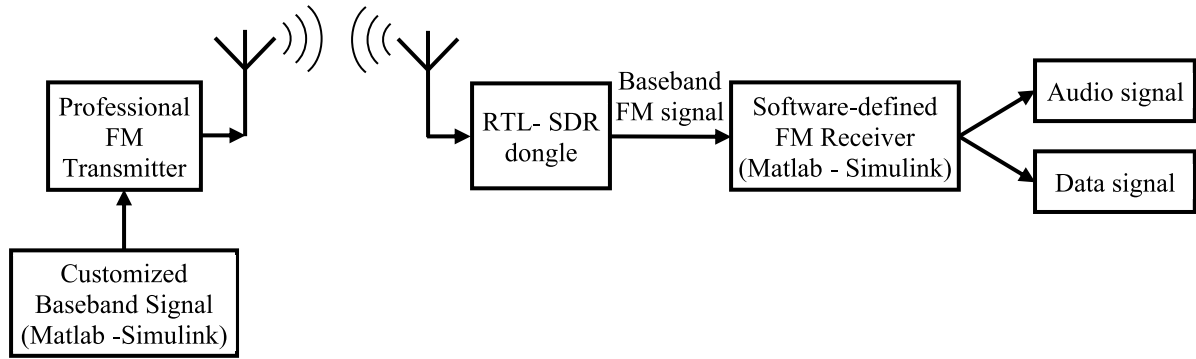 Professional
FM
Transmitter
Customized
Baseband Signal
(Matlab -Simulink)
RTL- SDR
dongle
Baseband
FM signal
Software-defined
FM Receiver
(Matlab - Simulink)
Audio signal
Data signal